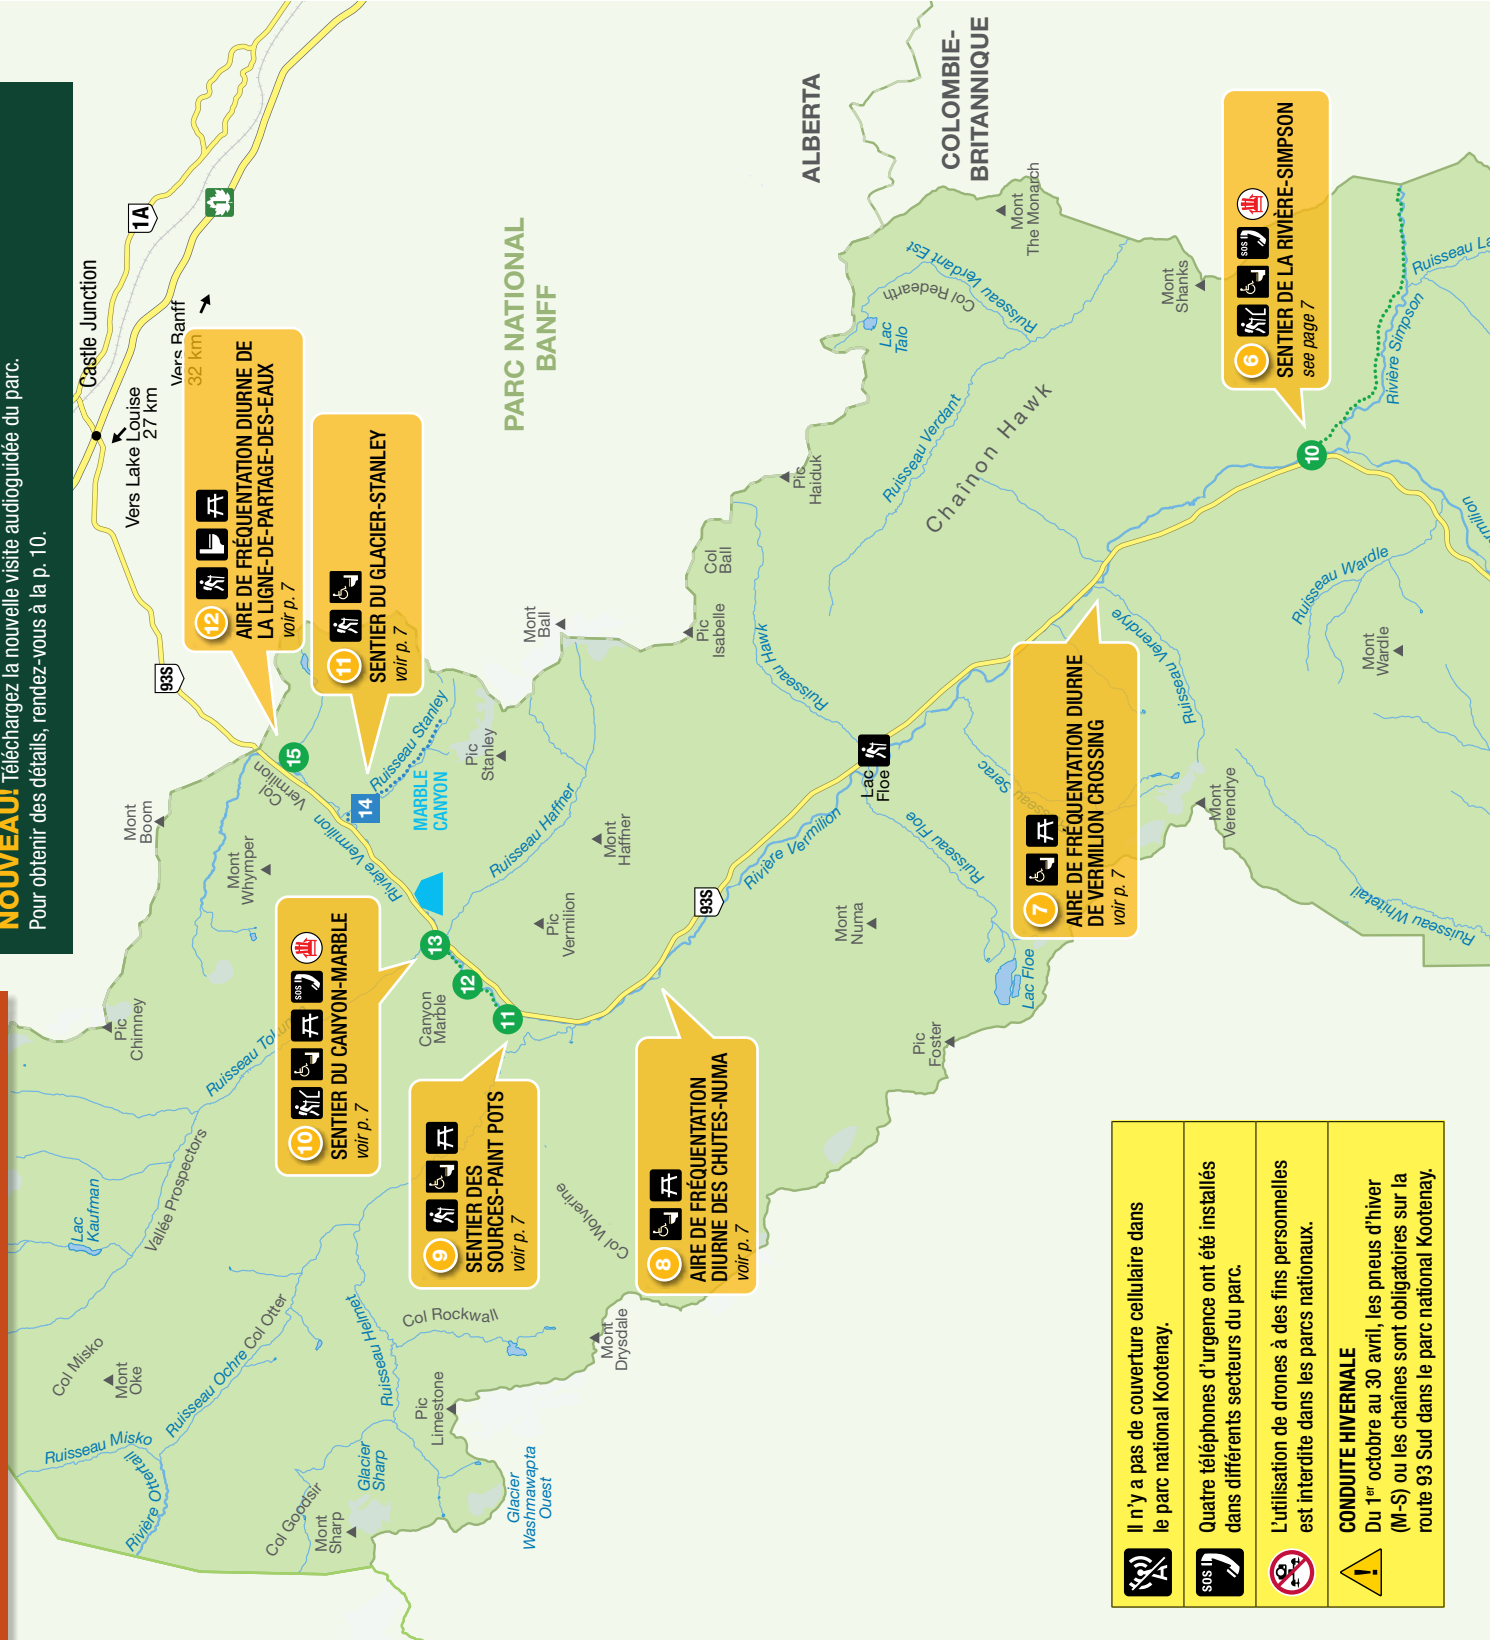 NOUVEAU! Téléchargez la nouvelle visite audioguidée du parc.
Pour obtenir des détails, rendez-vous à la p. 10.
Castle Junction
1A
1
Vers Banff
32 km
Vers Lake Louise
27 km
93S
PARC NATIONAL
BANFF
ALBERTA
COLOMBIE-
BRITANNIQUE
12
AIRE DE FRÉQUENTATION DIURNE DE
LA LIGNE-DE-PARTAGE-DES-EAUX
voir p. 7
11
SENTIER DU GLACIER-STANLEY
voir p. 7
10
SOS
SENTIER DU CANYON-MARBLE
voir p. 7
9
SENTIER DES
SOURCES-PAINT POTS
voir p. 7
8
AIRE DE FRÉQUENTATION
DIURNE DES CHUTES-NUMA
voir p. 7
7
AIRE DE FRÉQUENTATION DIURNE
DE VERMILION CROSSING
voir p. 7
6
SOS
SENTIER DE LA RIVIÈRE-SIMPSON
see page 7
15
14
13
12
11
10
Col
Vermilion
Rivière Vermilion
Ruisseau Stanley
MARBLE
CANYON
Pic
Stanley
Mont
Ball
Pic
Isabelle
Col
Ball
Pic
Haiduk
Mont
Boom
Mont
Whymper
Ruisseau Haffner
Mont
Haffner
Pic
Vermilion
Canyon
Marble
Pic
Chimney
Ruisseau Tokumm
Vallée Prospectors
Lac
Kaufman
Col Misko
Mont
Oke
Ruisseau Misko
Rivière Ottertail
Ruisseau Ochre
Col Otter
Ruisseau Helmet
Col Rockwall
Col Wolverine
Mont
Drysdale
Pic
Limestone
Glacier
Sharp
Col Goodsir
Mont
Sharp
Glacier
Washmawapta
Ouest
93S
Rivière Vermilion
Mont
Numa
Ruisseau Floe
Lac
Floe
Lac Floe
Pic
Foster
Ruisseau Hawk
Ruisseau Serac
Ruisseau Verendrye
Mont
Verendrye
Ruisseau Whitetail
Ruisseau Wardle
Mont
Wardle
Chaînon Hawk
Ruisseau Verdant
Ruisseau Verdant Est
Col Redearth
Lac
Talo
Mont
The Monarch
Mont
Shanks
Rivière Simpson
Ruisseau La
rmilion
Il n'y a pas de couverture cellulaire dans
le parc national Kootenay.
SOS
Quatre téléphones d'urgence ont été installés
dans différents secteurs du parc.
L'utilisation de drones à des fins personnelles
est interdite dans les parcs nationaux.
CONDUITE HIVERNALE
Du 1er octobre au 30 avril, les pneus d'hiver
(M-S) ou les chaînes sont obligatoires sur la
route 93 Sud dans le parc national Kootenay.